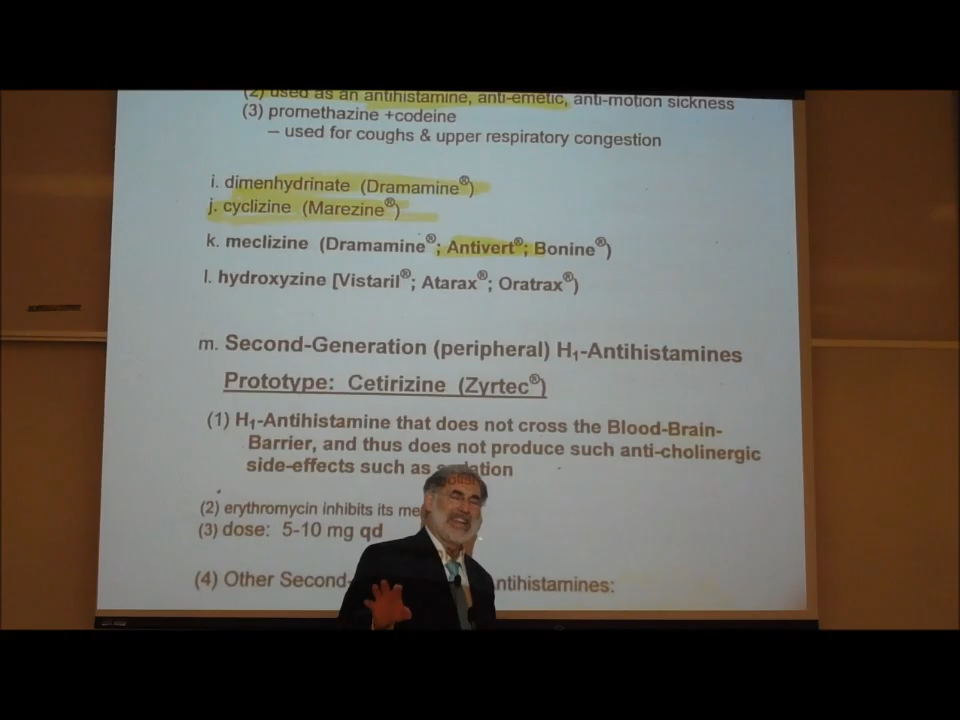 (2) used as an antihistamine, anti-emetic, anti-motion sickness
(3) promethazine +codeine
– used for coughs & upper respiratory congestion
i. dimenhydrinate (Dramamine®)
j. cyclizine (Marezine®)
k. meclizine (Dramamine®; Antivert®; Bonine®)
l. hydroxyzine [Vistaril®; Atarax®; Oratrax®)
m. Second-Generation (peripheral) H₁-Antihistamines
Prototype: Cetirizine (Zyrtec®)
(1) H₁-Antihistamine that does not cross the Blood-Brain-
Barrier, and thus does not produce such anti-cholinergic
side-effects such as sedation
(2) erythromycin inhibits its
(3) dose: 5-10 mg qd
(4) Other Second- ntihistamines: